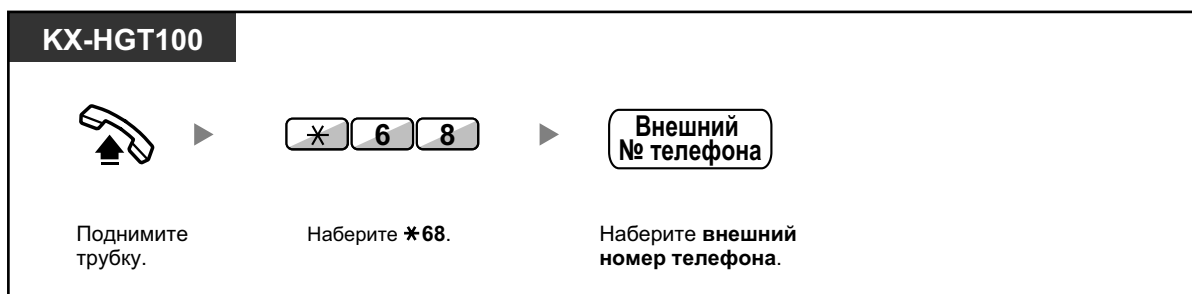 KX-HGT100
✳ 6 8
Внешний
№ телефона
Поднимите
трубку.
Наберите ✳68.
Наберите внешний
номер телефона.